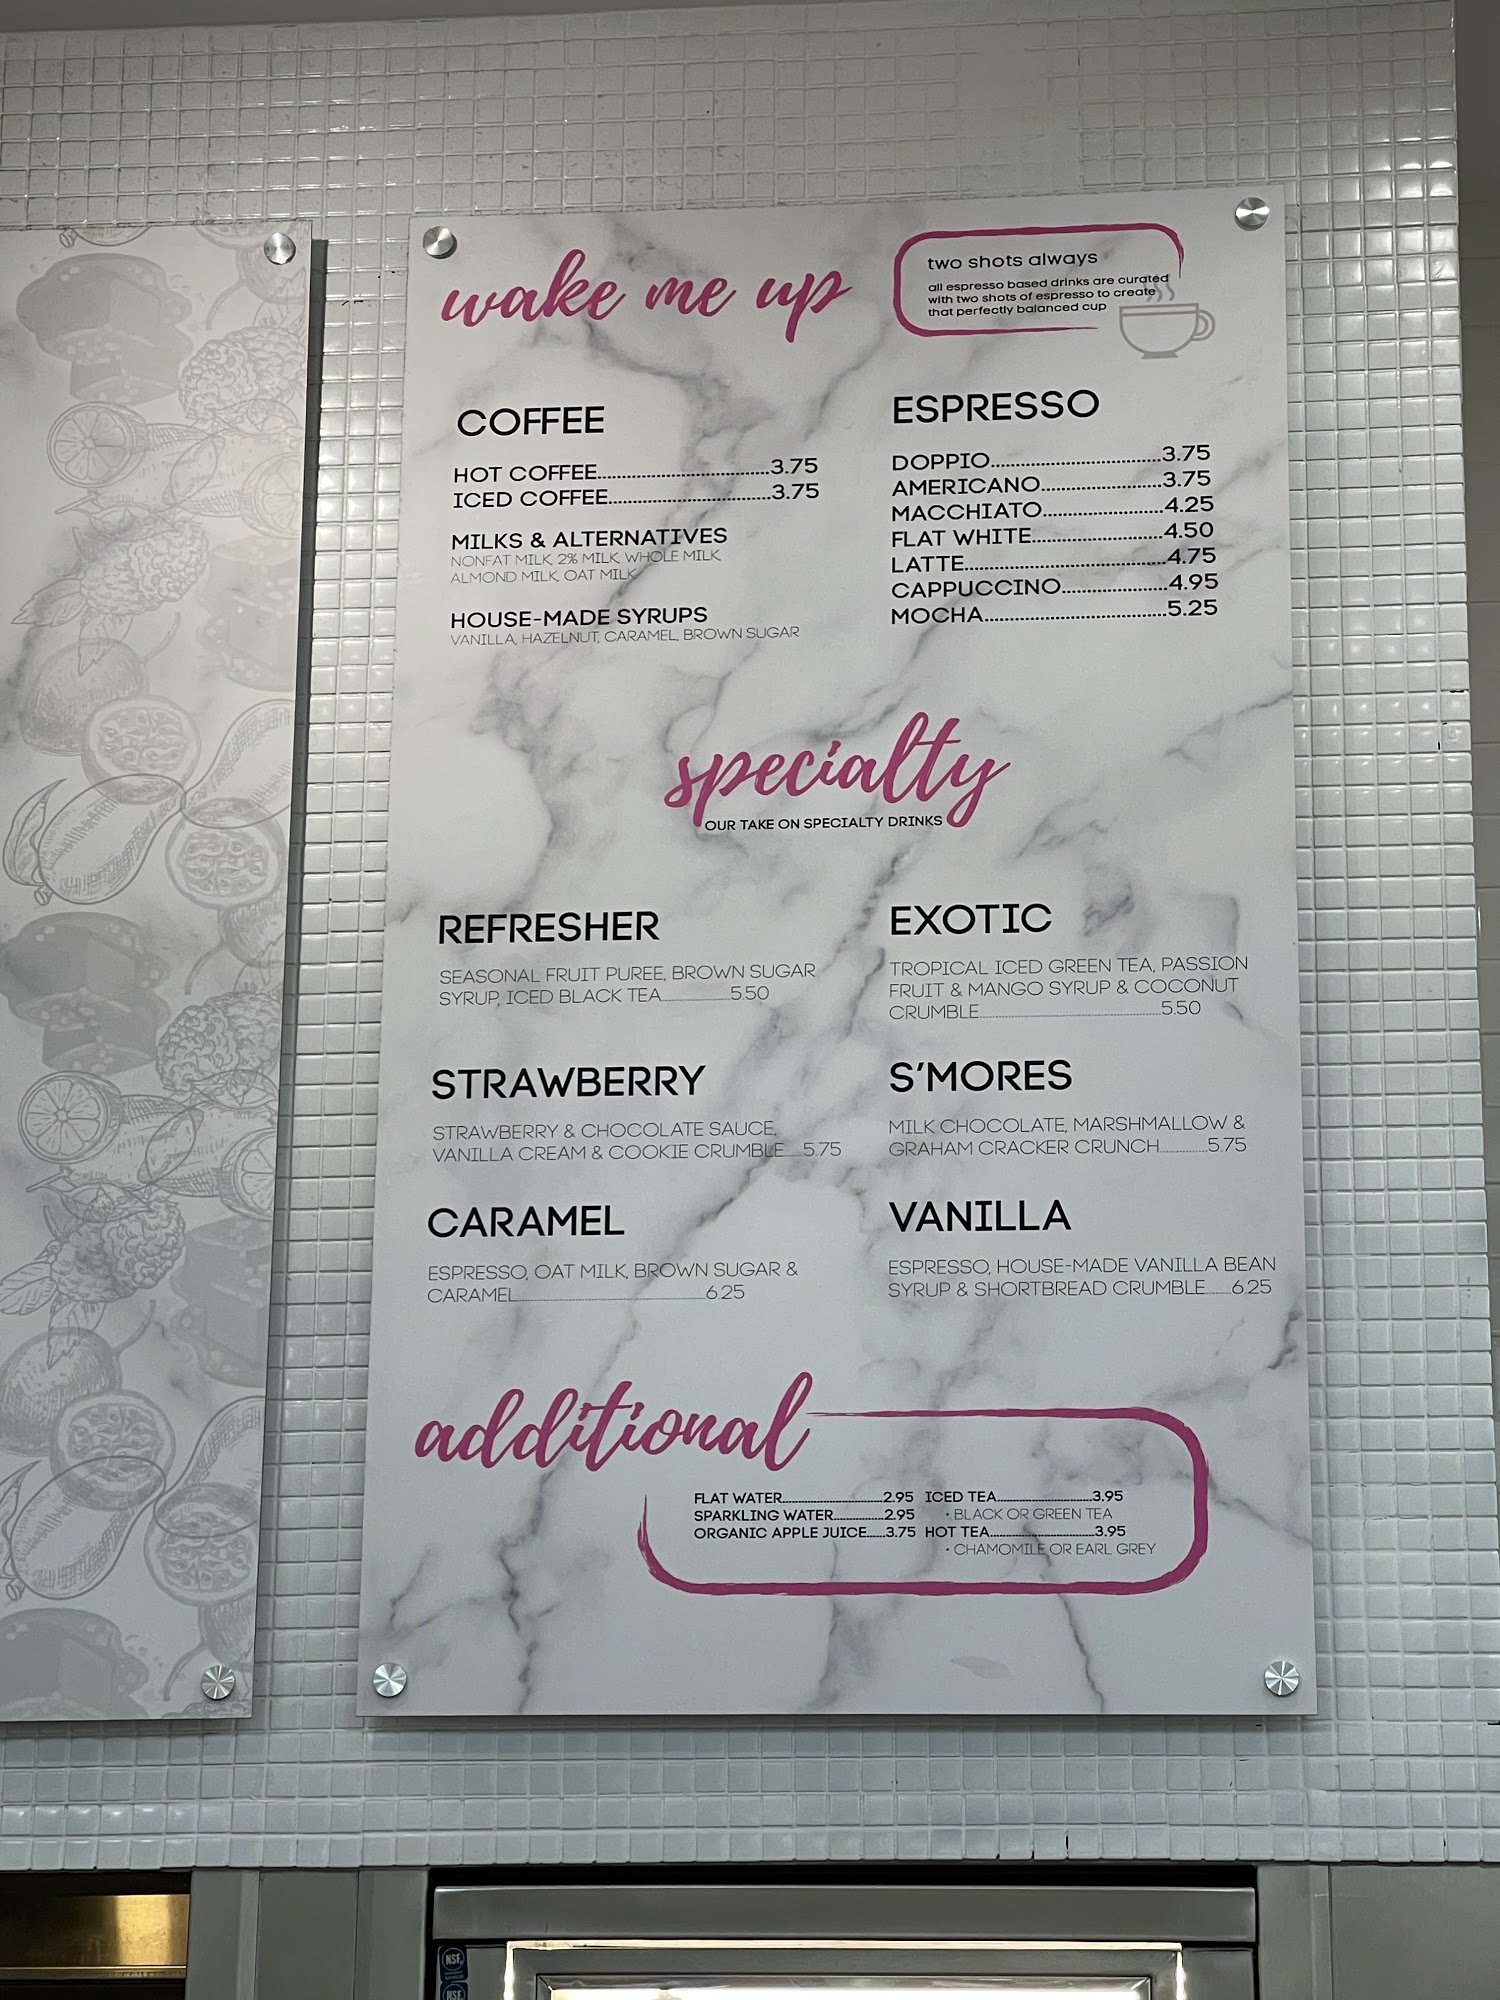 wake me up
two shots always
all espresso based drinks are curated
with two shots of espresso to create
that perfectly balanced cup
COFFEE
HOT COFFEE 3.75
ICED COFFEE 3.75
MILKS & ALTERNATIVES
NONFAT MILK, 2% MILK, WHOLE MILK,
ALMOND MILK, OAT MILK
HOUSE-MADE SYRUPS
VANILLA, HAZELNUT, CARAMEL, BROWN SUGAR
ESPRESSO
DOPPIO 3.75
AMERICANO 3.75
MACCHIATO 4.25
FLAT WHITE 4.50
LATTE 4.75
CAPPUCCINO 4.95
MOCHA 5.25
specialty
OUR TAKE ON SPECIALTY DRINKS
REFRESHER
SEASONAL FRUIT PUREE, BROWN SUGAR
SYRUP, ICED BLACK TEA 5.50
EXOTIC
TROPICAL ICED GREEN TEA, PASSION
FRUIT & MANGO SYRUP & COCONUT
CRUMBLE 5.50
STRAWBERRY
STRAWBERRY & CHOCOLATE SAUCE,
VANILLA CREAM & COOKIE CRUMBLE 5.75
S'MORES
MILK CHOCOLATE, MARSHMALLOW &
GRAHAM CRACKER CRUNCH 5.75
CARAMEL
ESPRESSO, OAT MILK, BROWN SUGAR &
CARAMEL 6.25
VANILLA
ESPRESSO, HOUSE-MADE VANILLA BEAN
SYRUP & SHORTBREAD CRUMBLE 6.25
additional
FLAT WATER 2.95
SPARKLING WATER 2.95
ORGANIC APPLE JUICE 3.75
ICED TEA 3.95
• BLACK OR GREEN TEA
HOT TEA 3.95
• CHAMOMILE OR EARL GREY
NSF
NSF